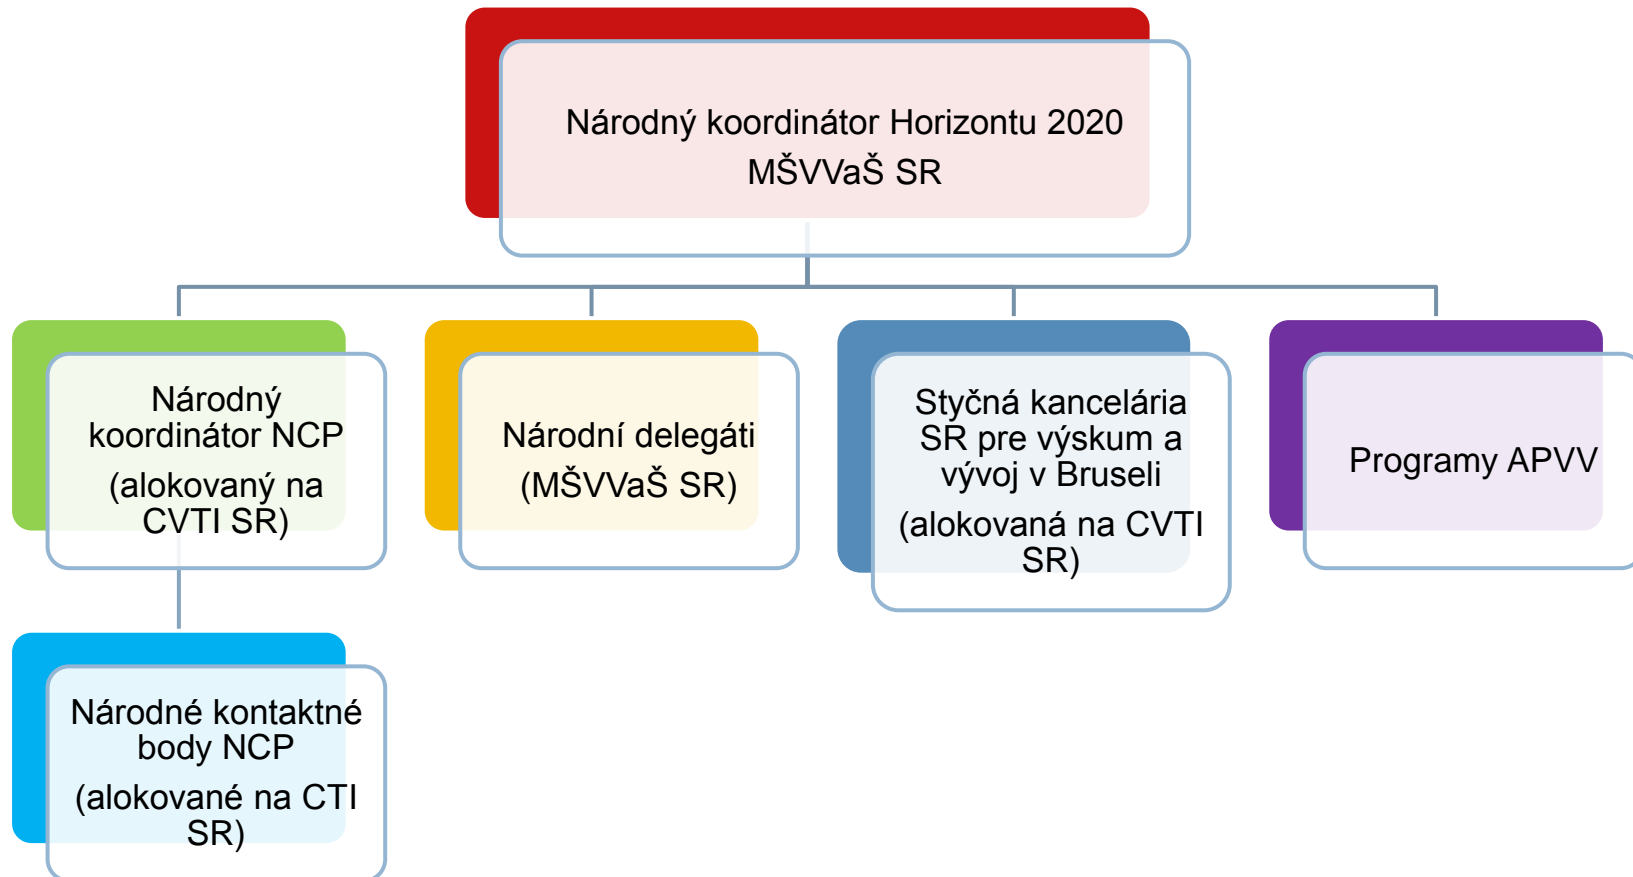 Národný koordinátor Horizontu 2020
MŠVVaŠ SR
Národný
koordinátor NCP
(alokovaný na
CVTI SR)
Národní delegáti
(MŠVVaŠ SR)
Styčná kancelária
SR pre výskum a
vývoj v Bruseli
(alokovaná na CVTI
SR)
Programy APVV
Národné kontaktné
body NCP
(alokované na CTI
SR)